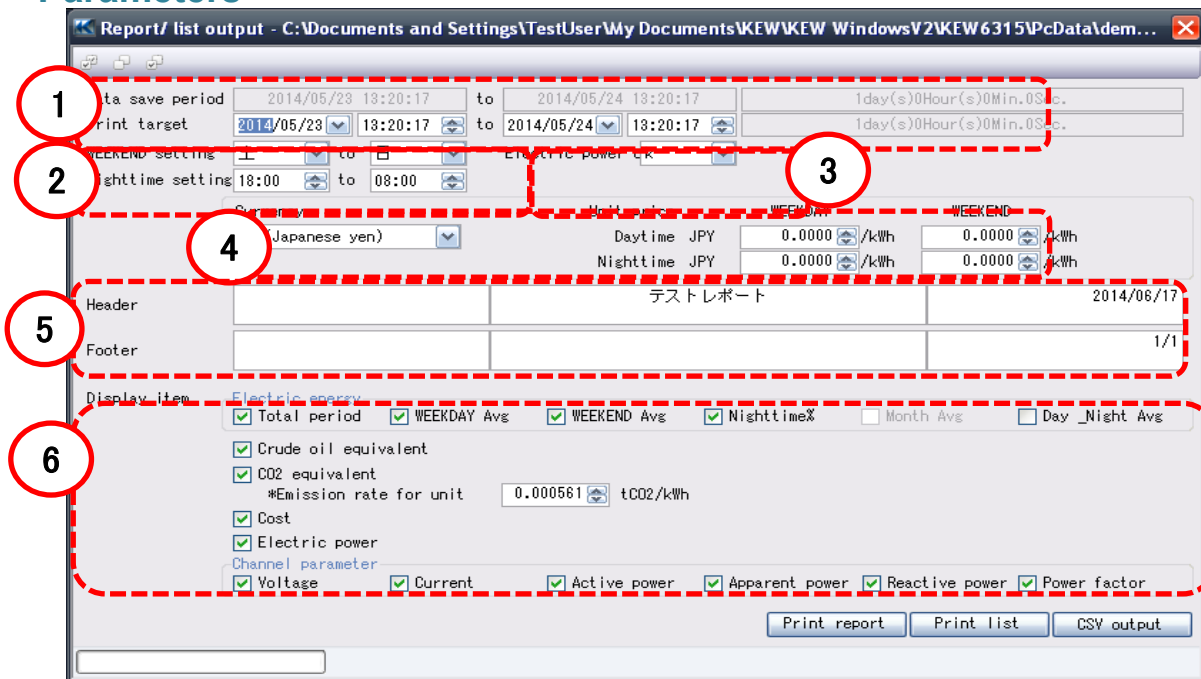 Parameters
Report/ list output - C:\Documents and Settings\TestUser\My Documents\KEW\KEW WindowsV2\KEW6315\PcData\dem...
1
ata save period 2014/05/23 13:20:17 to 2014/05/24 13:20:17 1day(s)0Hour(s)0Min.0Sec.
rint target 2014/05/23 13:20:17 to 2014/05/24 13:20:17 1day(s)0Hour(s)0Min.0Sec.
WEEKEND setting 土 to 日 Electric power k
2
ighttime setting 18:00 to 08:00
3
Currency Unit price WEEKDAY WEEKEND
4
(Japanese yen) Daytime JPY 0.0000 /kWh 0.0000 /kWh
Nighttime JPY 0.0000 /kWh 0.0000 /kWh
5
Header テストレポート 2014/06/17
Footer 1/1
Display item Electric energy
Total period WEEKDAY Avg WEEKEND Avg Nighttime% Month Avg Day _Night Avg
6
Crude oil equivalent
CO2 equivalent
*Emission rate for unit 0.000561 tCO2/kWh
Cost
Electric power
Channel parameter
Voltage Current Active power Apparent power Reactive power Power factor
Print report Print list CSV output